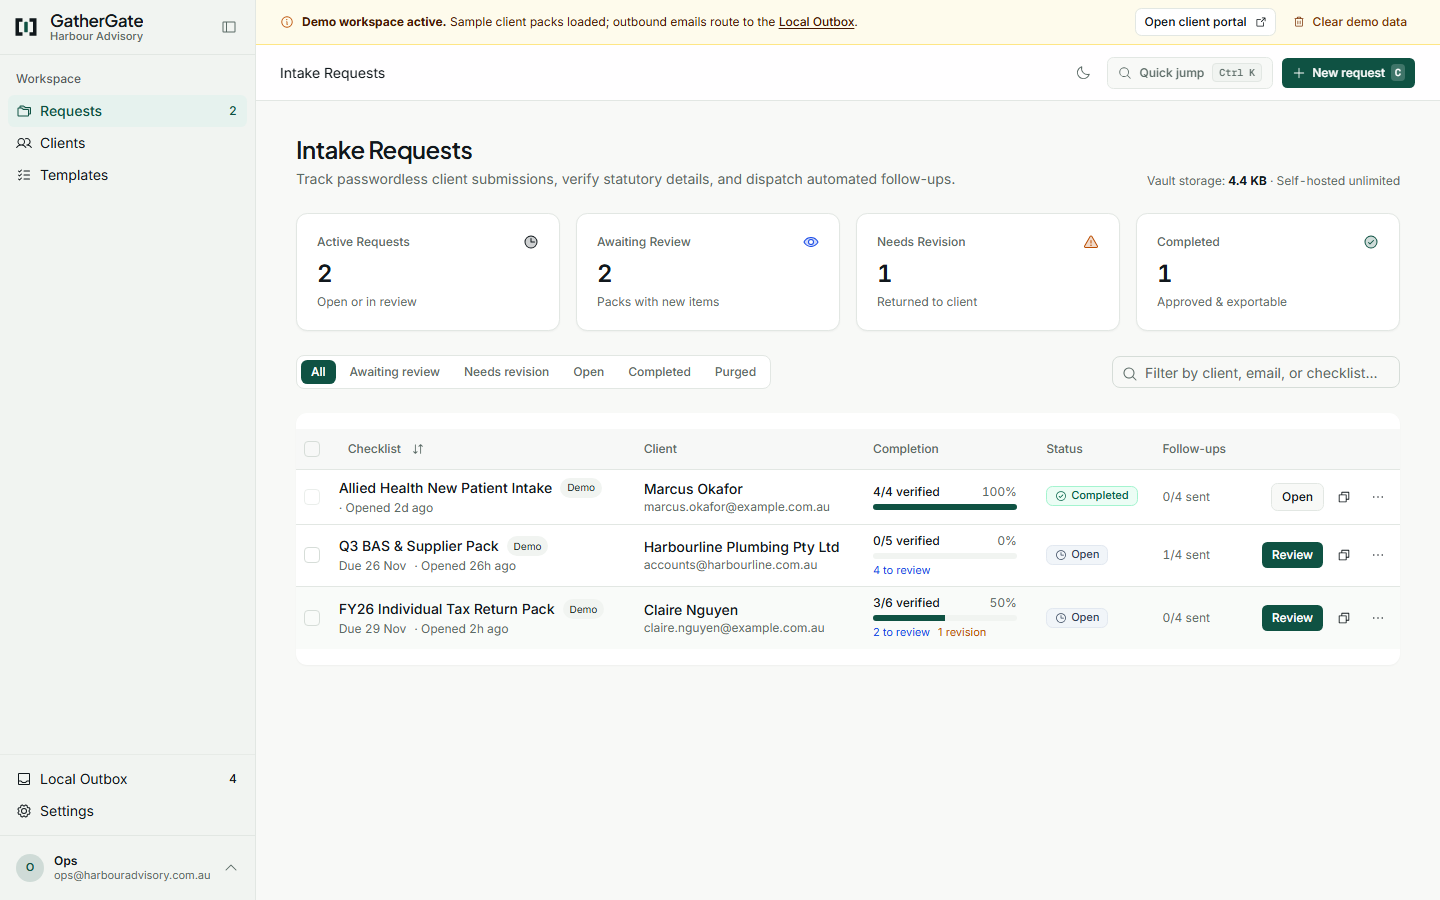 GatherGate
Harbour Advisory
Workspace
Requests 2
Clients
Templates
Local Outbox 4
Settings
O
Ops
ops@harbouradvisory.com.au
Demo workspace active. Sample client packs loaded; outbound emails route to the Local Outbox.
Open client portal
Clear demo data
Intake Requests
Quick jump Ctrl K
New request C
Intake Requests
Track passwordless client submissions, verify statutory details, and dispatch automated follow-ups.
Vault storage: 4.4 KB · Self-hosted unlimited
Active Requests
2
Open or in review
Awaiting Review
2
Packs with new items
Needs Revision
1
Returned to client
Completed
1
Approved & exportable
All Awaiting review Needs revision Open Completed Purged
Filter by client, email, or checklist...
Checklist Client Completion Status Follow-ups
Allied Health New Patient Intake Demo
· Opened 2d ago
Marcus Okafor
marcus.okafor@example.com.au
4/4 verified 100%
Completed
0/4 sent
Open
Q3 BAS & Supplier Pack Demo
Due 26 Nov · Opened 26h ago
Harbourline Plumbing Pty Ltd
accounts@harbourline.com.au
0/5 verified 0%
4 to review
Open
1/4 sent
Review
FY26 Individual Tax Return Pack Demo
Due 29 Nov · Opened 2h ago
Claire Nguyen
claire.nguyen@example.com.au
3/6 verified 50%
2 to review 1 revision
Open
0/4 sent
Review